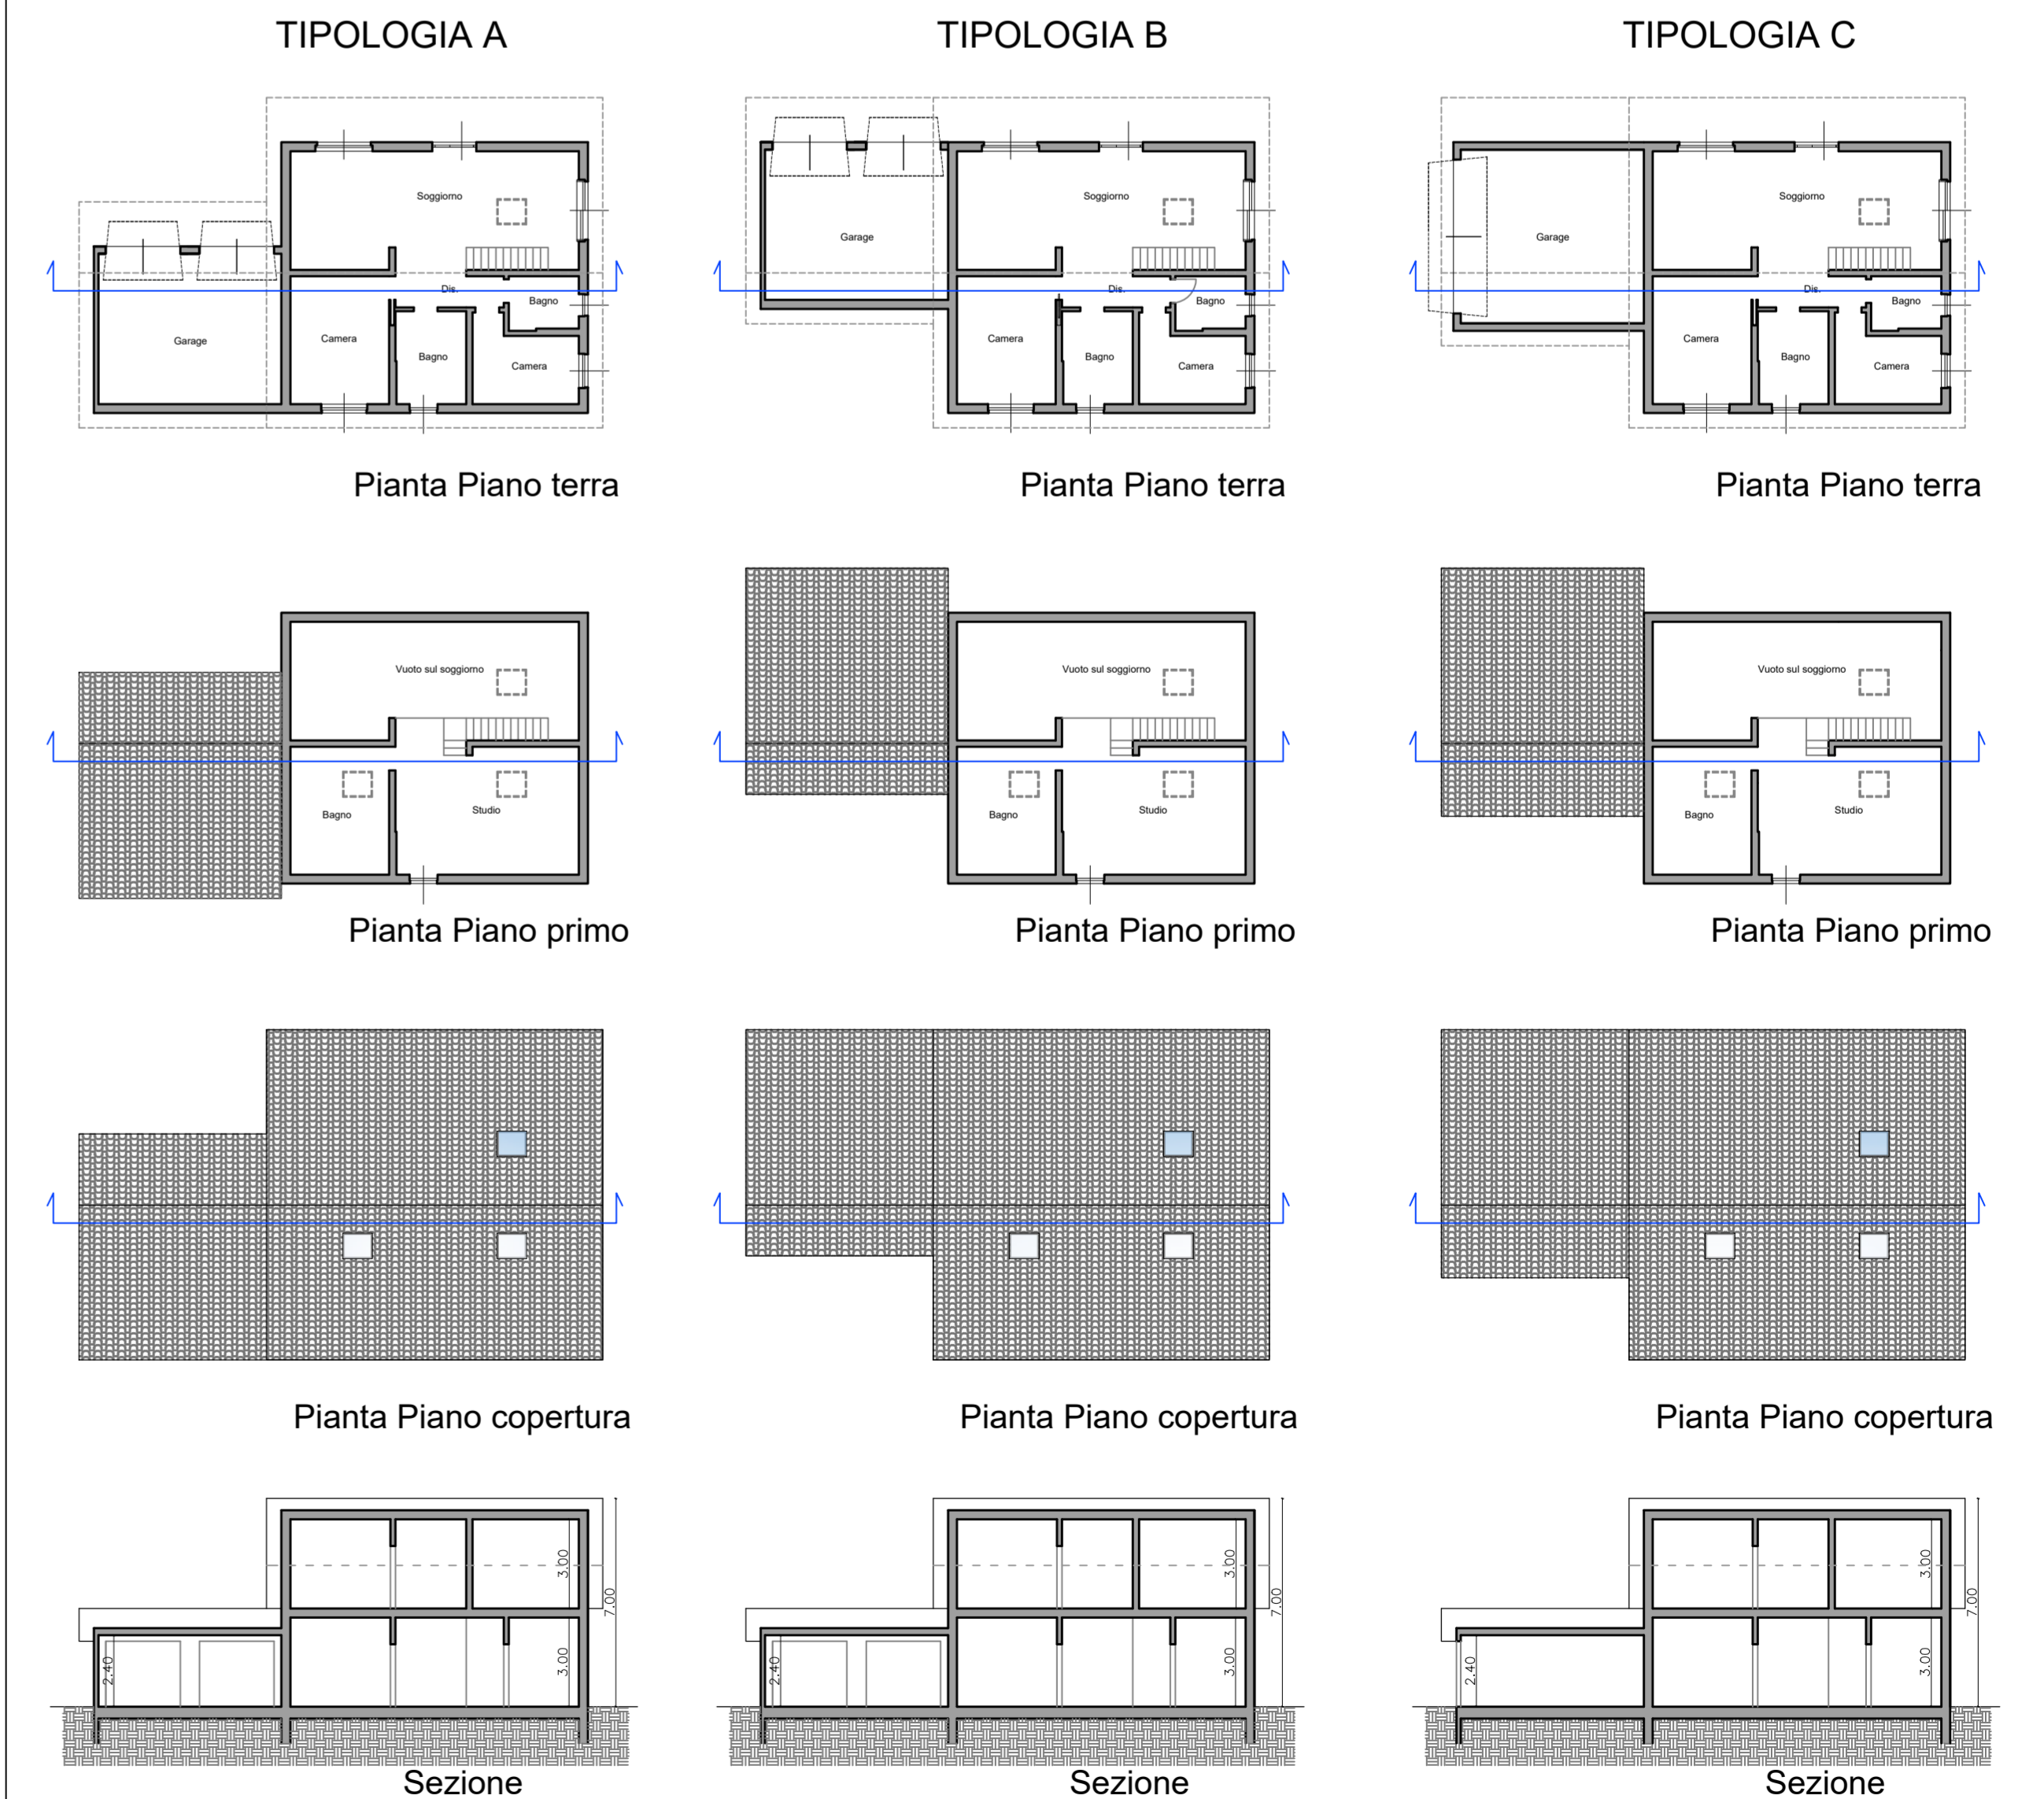 TIPOLOGIA A
TIPOLOGIA B
TIPOLOGIA C
Soggiorno
Dis.
Bagno
Garage
Camera
Bagno
Camera
Soggiorno
Garage
Dis.
Bagno
Camera
Bagno
Camera
Soggiorno
Garage
Dis.
Bagno
Camera
Bagno
Camera
Pianta Piano terra
Pianta Piano terra
Pianta Piano terra
Vuoto sul soggiorno
Bagno
Studio
Vuoto sul soggiorno
Bagno
Studio
Vuoto sul soggiorno
Bagno
Studio
Pianta Piano primo
Pianta Piano primo
Pianta Piano primo
Pianta Piano copertura
Pianta Piano copertura
Pianta Piano copertura
3.00
7.00
2.40
3.00
3.00
7.00
2.40
3.00
3.00
7.00
2.40
3.00
Sezione
Sezione
Sezione